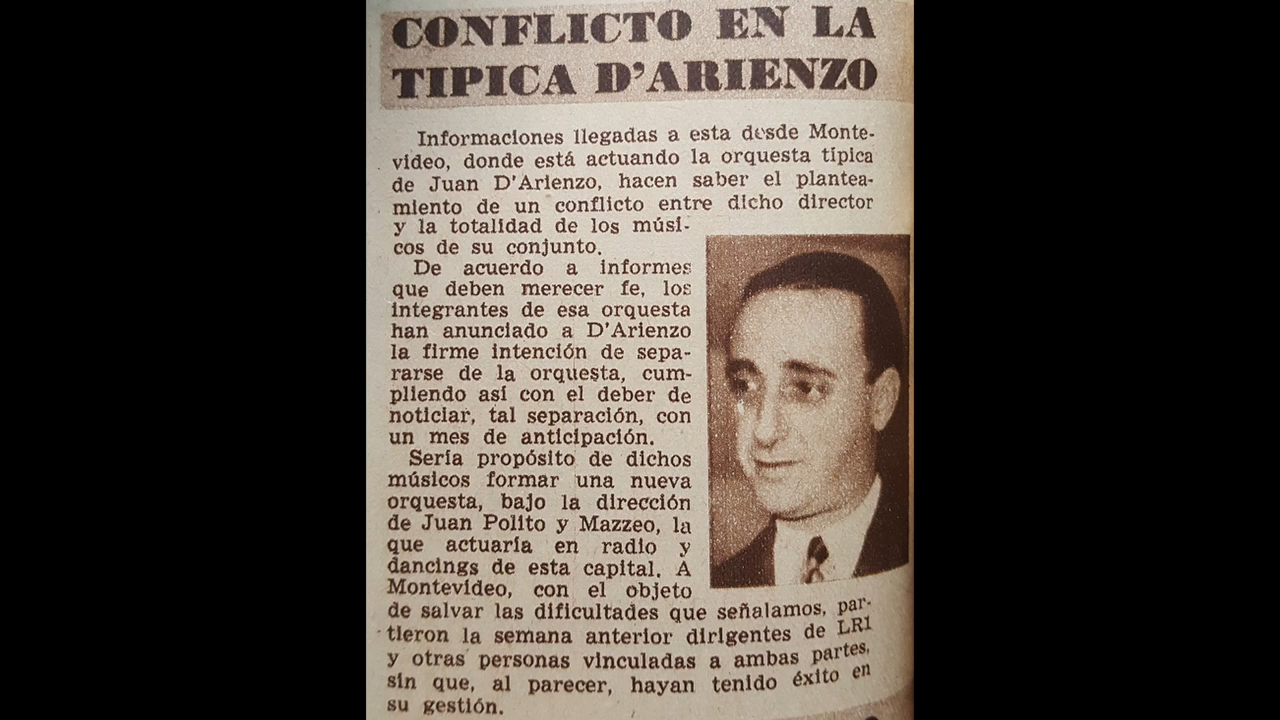 CONFLICTO EN LA
TIPICA D'ARIENZO
Informaciones llegadas a esta desde Monte-
video, donde está actuando la orquesta típica
de Juan D'Arienzo, hacen saber el plantea-
miento de un conflicto entre dicho director
y la totalidad de los músi-
cos de su conjunto.
De acuerdo a informes
que deben merecer fe, los
integrantes de esa orquesta
han anunciado a D'Arienzo
la firme intención de sepa-
rarse de la orquesta, cum-
pliendo así con el deber de
noticiar, tal separación, con
un mes de anticipación.
Sería propósito de dichos
músicos formar una nueva
orquesta, bajo la dirección
de Juan Polito y Mazzeo, la
que actuaría en radio y
dancings de esta capital. A
Montevideo, con el objeto
de salvar las dificultades que señalamos, par-
tieron la semana anterior dirigentes de LR1
y otras personas vinculadas a ambas partes,
sin que, al parecer, hayan tenido éxito en
su gestión.